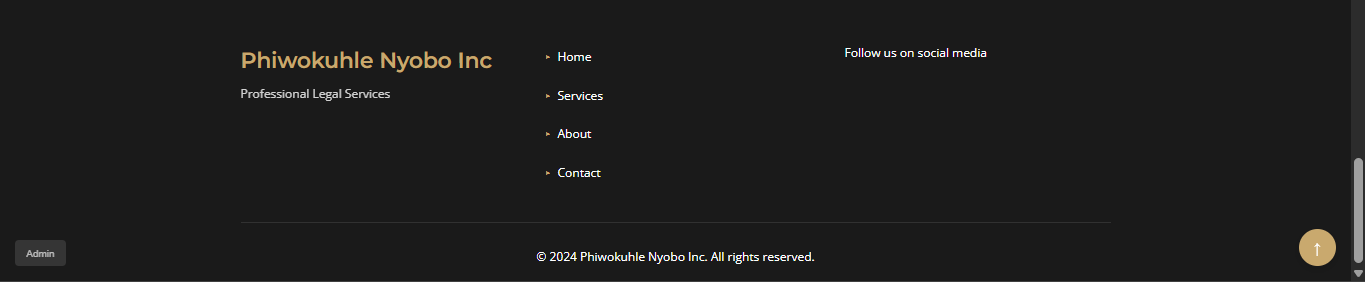 Phiwokuhle Nyobo Inc
Professional Legal Services
Home
Services
About
Contact
Follow us on social media
Admin
© 2024 Phiwokuhle Nyobo Inc. All rights reserved.
↑